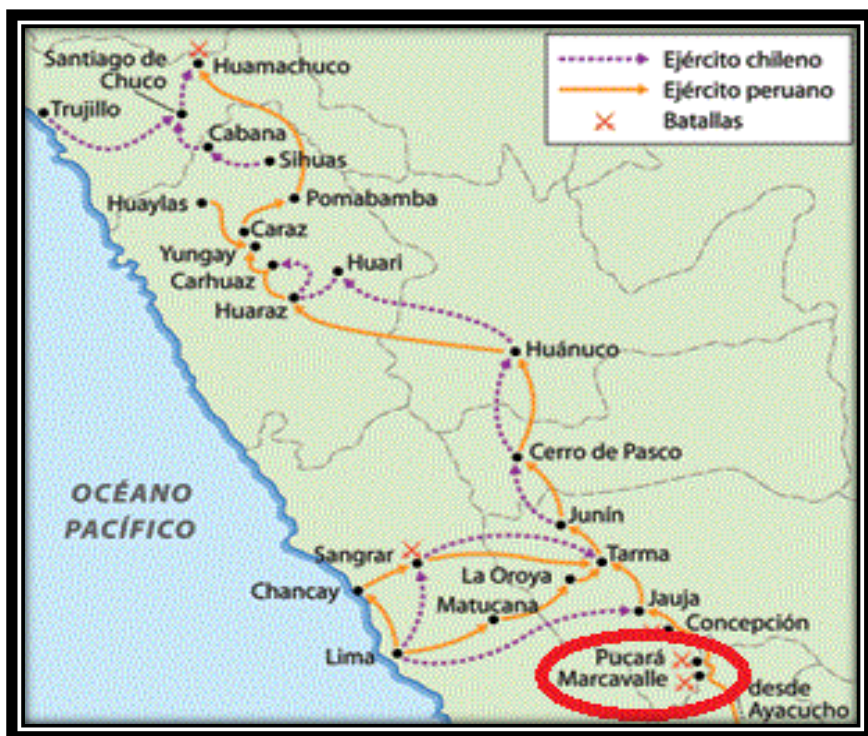 Santiago de
Chuco
Huamachuco
Ejército chileno
Ejército peruano
Batallas
Trujillo
Cabana
Sihuas
Huaylas
Pomabamba
Caraz
Yungay
Huari
Carhuaz
Huaraz
Huánuco
Cerro de Pasco
OCÉANO
PACÍFICO
Junín
Sangrar
Tarma
La Oroya
Chancay
Matucana
Jauja
Concepción
Lima
Pucará
Marcavalle
desde
Ayacucho